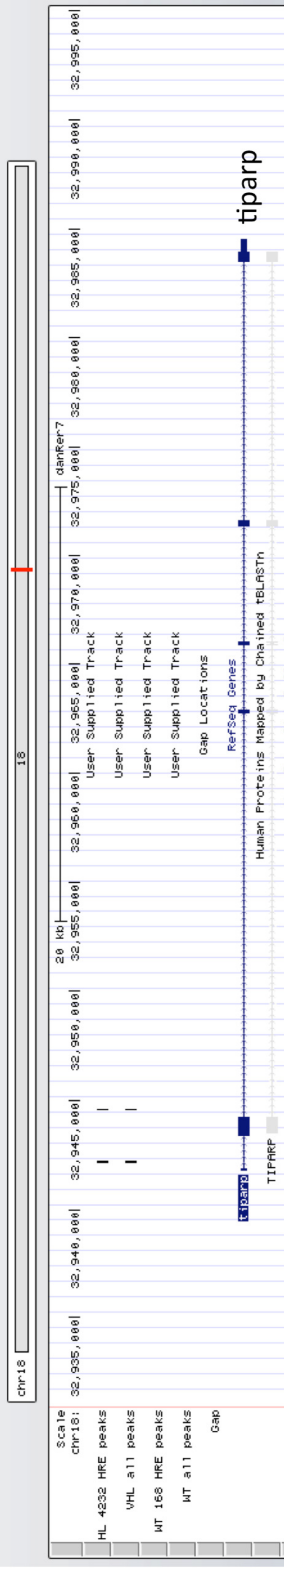 chr18 18
Scale 20 kb danRer7
chr18: 32,935,000| 32,940,000| 32,945,000| 32,950,000| 32,955,000| 32,960,000| 32,965,000| 32,970,000| 32,975,000| 32,980,000| 32,985,000| 32,990,000| 32,995,000|
User Supplied Track
HL 4232 HRE peaks
User Supplied Track
VHL all peaks
User Supplied Track
WT 168 HRE peaks
User Supplied Track
WT all peaks
Gap Locations
Gap
RefSeq Genes
tiparp tiparp
Human Proteins Mapped by Chained tBLASTn
TIPARP